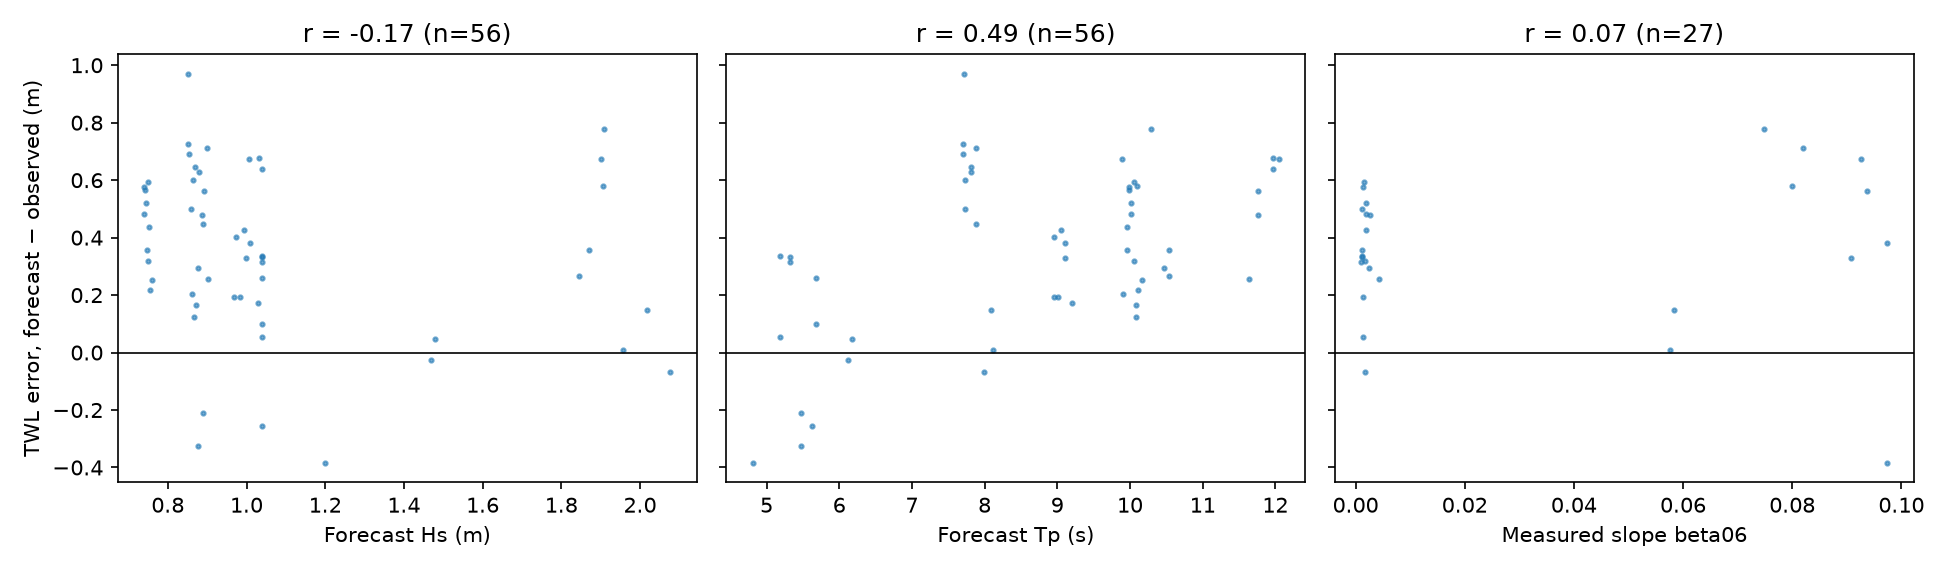 r = -0.17 (n=56)
r = 0.49 (n=56)
r = 0.07 (n=27)
TWL error, forecast − observed (m)
1.0
0.8
0.6
0.4
0.2
0.0
−0.2
−0.4
0.8 1.0 1.2 1.4 1.6 1.8 2.0
5 6 7 8 9 10 11 12
0.00 0.02 0.04 0.06 0.08 0.10
Forecast Hs (m)
Forecast Tp (s)
Measured slope beta06